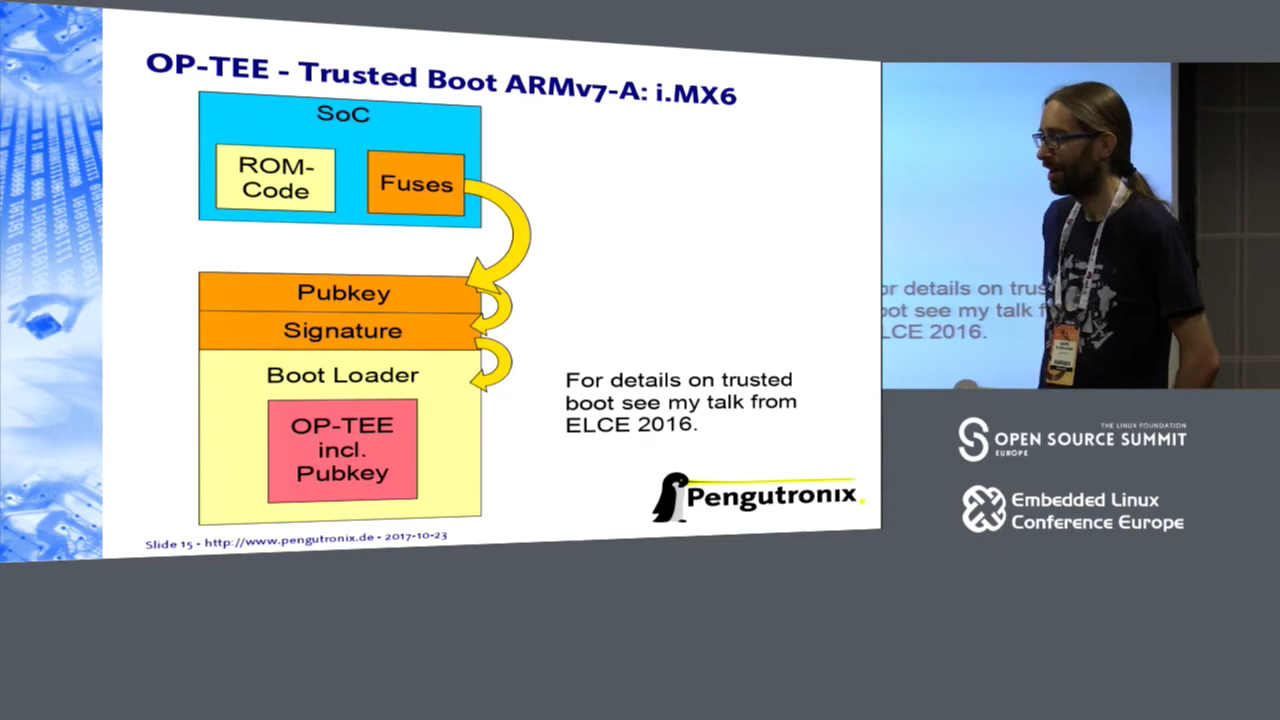 OP-TEE - Trusted Boot ARMv7-A: i.MX6
SoC
ROM-
Code
Fuses
Pubkey
Signature
Boot Loader
OP-TEE
incl.
Pubkey
For details on trusted
boot see my talk from
ELCE 2016.
Pengutronix
Slide 15 - http://www.pengutronix.de - 2017-10-23
or details on trus
oot see my talk f
LCE 2016.
THE LINUX FOUNDATION
OPEN SOURCE SUMMIT
EUROPE
Embedded Linux
Conference Europe